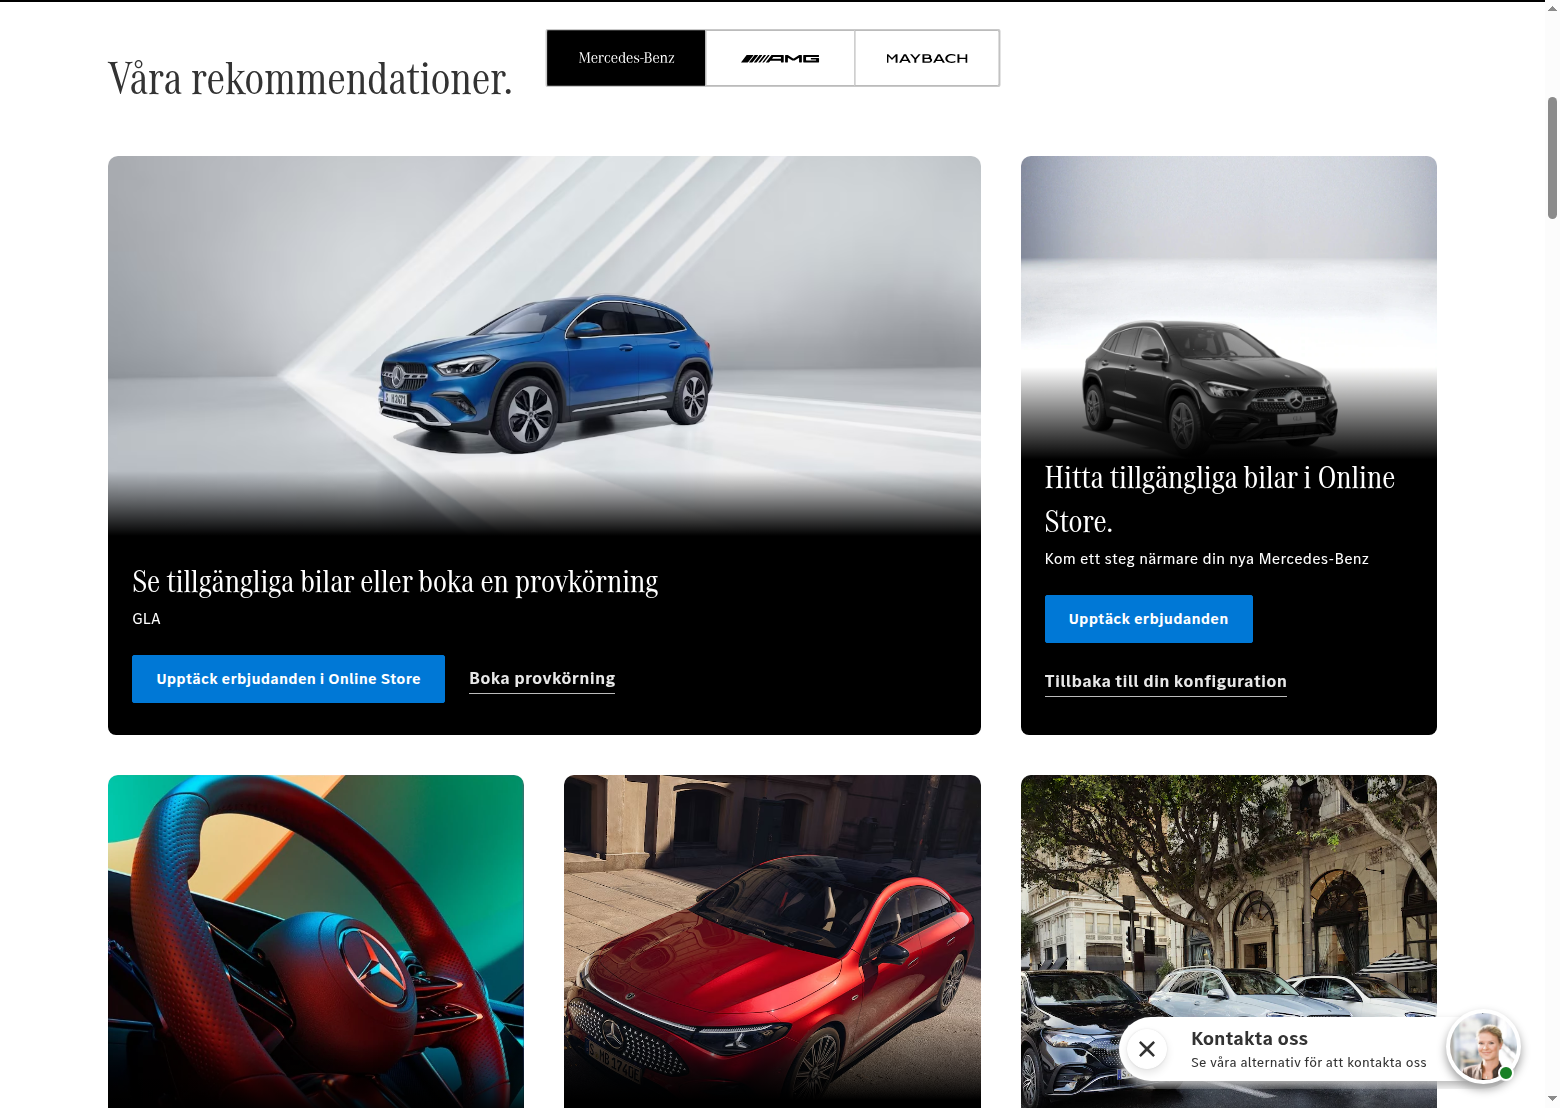 Våra rekommendationer.
Mercedes-Benz
AMG
MAYBACH
Se tillgängliga bilar eller boka en provkörning
GLA
Upptäck erbjudanden i Online Store
Boka provkörning
Hitta tillgängliga bilar i Online
Store.
Kom ett steg närmare din nya Mercedes-Benz
Upptäck erbjudanden
Tillbaka till din konfiguration
Kontakta oss
Se våra alternativ för att kontakta oss